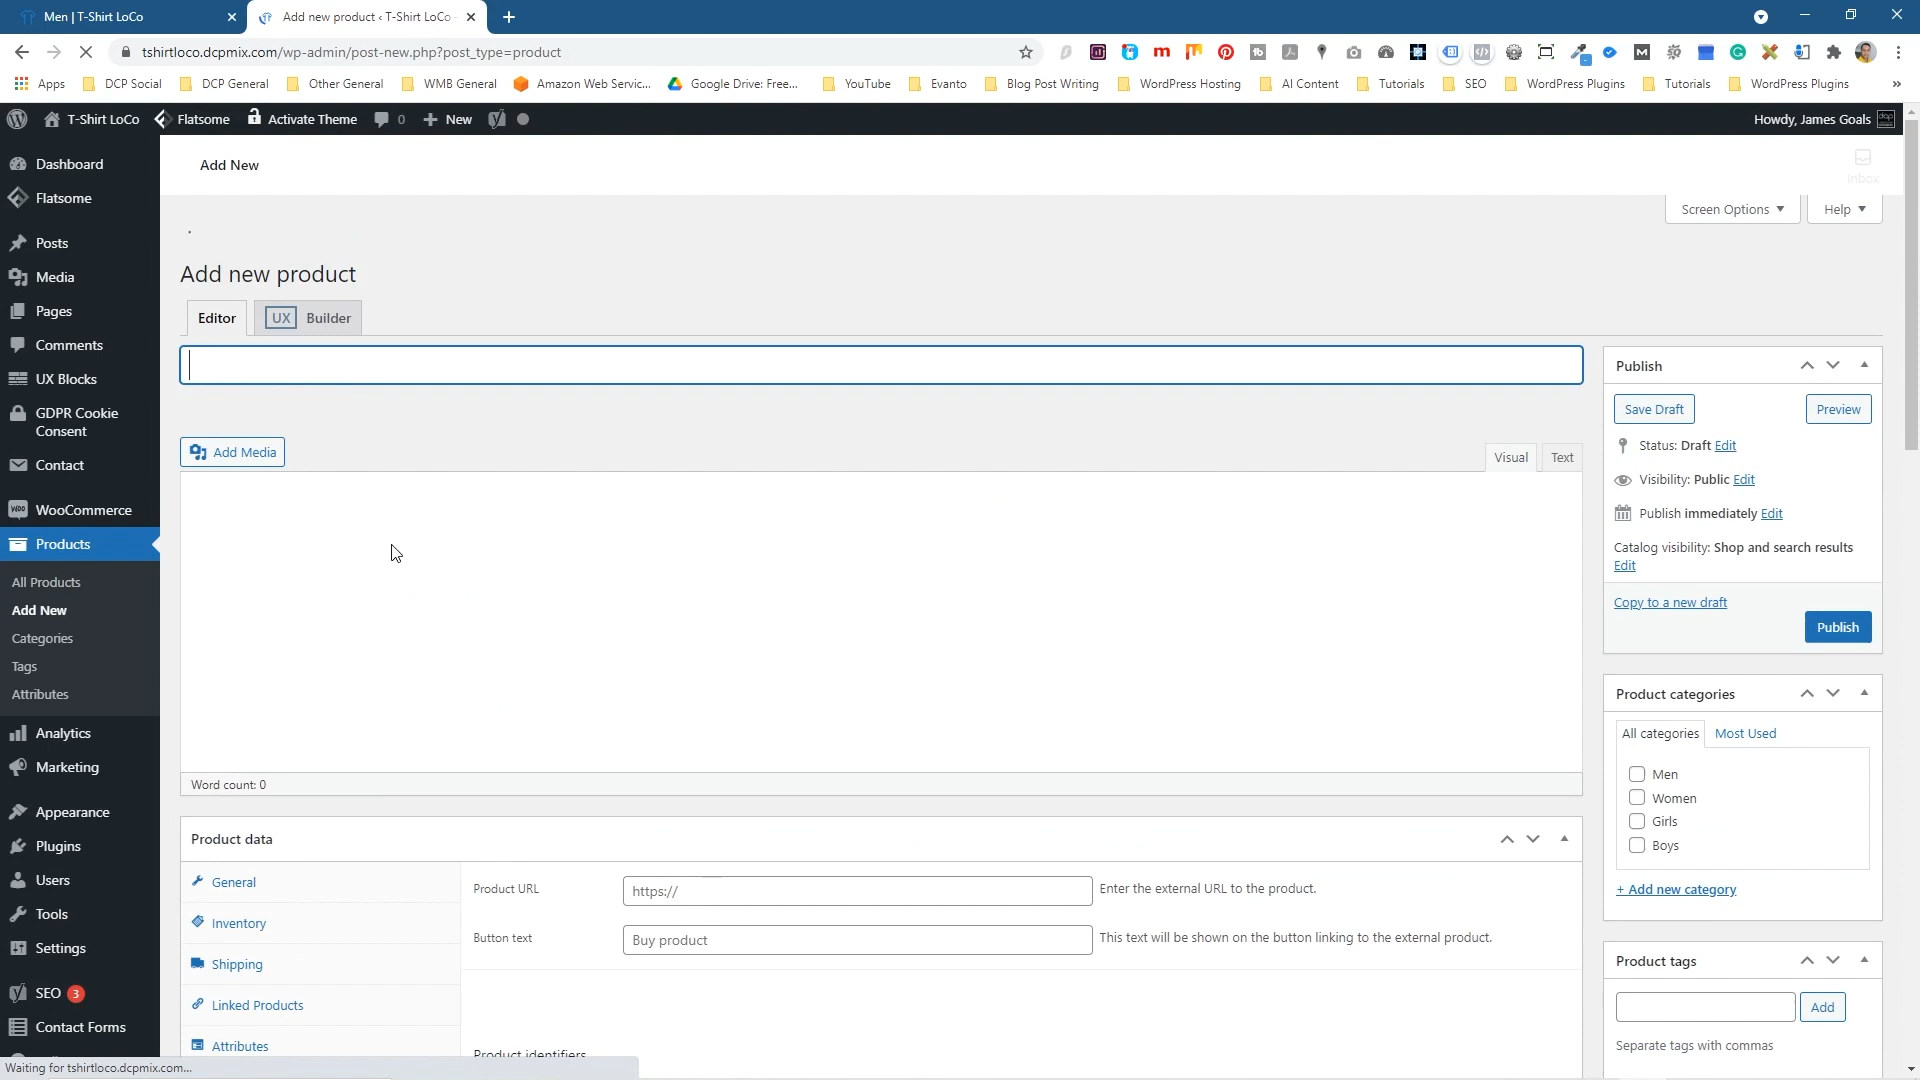 Men | T-Shirt LoCo
Add new product ‹ T-Shirt LoCo
tshirtloco.dcpmix.com/wp-admin/post-new.php?post_type=product
Apps
DCP Social
DCP General
Other General
WMB General
Amazon Web Servic...
Google Drive: Free...
YouTube
Evanto
Blog Post Writing
WordPress Hosting
AI Content
Tutorials
SEO
WordPress Plugins
Tutorials
WordPress Plugins
»
T-Shirt LoCo
Flatsome
Activate Theme
0
New
Howdy, James Goals
Dashboard
Flatsome
Posts
Media
Pages
Comments
UX Blocks
GDPR Cookie
Consent
Contact
WooCommerce
Products
All Products
Add New
Categories
Tags
Attributes
Analytics
Marketing
Appearance
Plugins
Users
Tools
Settings
SEO 3
Contact Forms
Add New
Inbox
Screen Options
Help
Add new product
Editor
UX Builder
Add Media
Visual
Text
Word count: 0
Product data
General
Inventory
Shipping
Linked Products
Attributes
Product URL
https://
Enter the external URL to the product.
Button text
Buy product
This text will be shown on the button linking to the external product.
Product identifiers
Publish
Save Draft
Preview
Status: Draft Edit
Visibility: Public Edit
Publish immediately Edit
Catalog visibility: Shop and search results
Edit
Copy to a new draft
Publish
Product categories
All categories
Most Used
Men
Women
Girls
Boys
+ Add new category
Product tags
Add
Separate tags with commas
Waiting for tshirtloco.dcpmix.com...